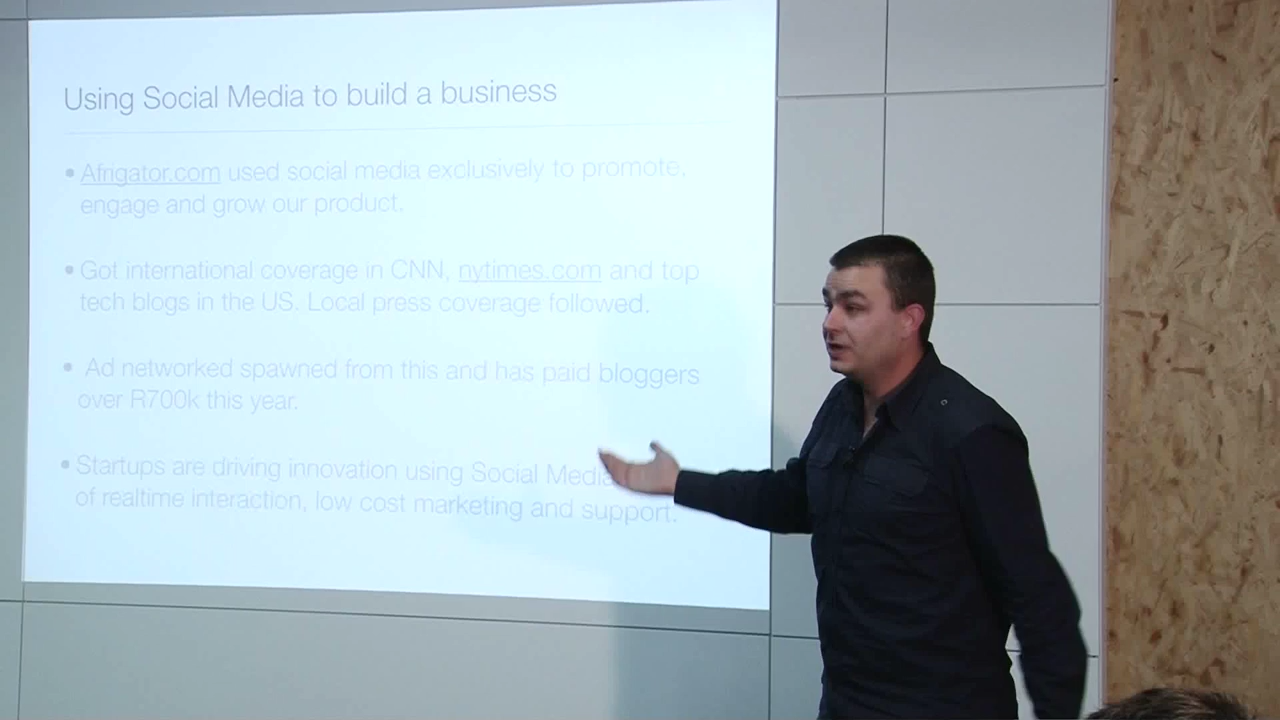 Using Social Media to build a business
• Afrigator.com used social media exclusively to promote,
engage and grow our product.
• Got international coverage in CNN, nytimes.com and top
tech blogs in the US. Local press coverage followed.
• Ad networked spawned from this and has paid bloggers
over R700k this year.
• Startups are driving innovation using Social Media
of realtime interaction, low cost marketing and support.